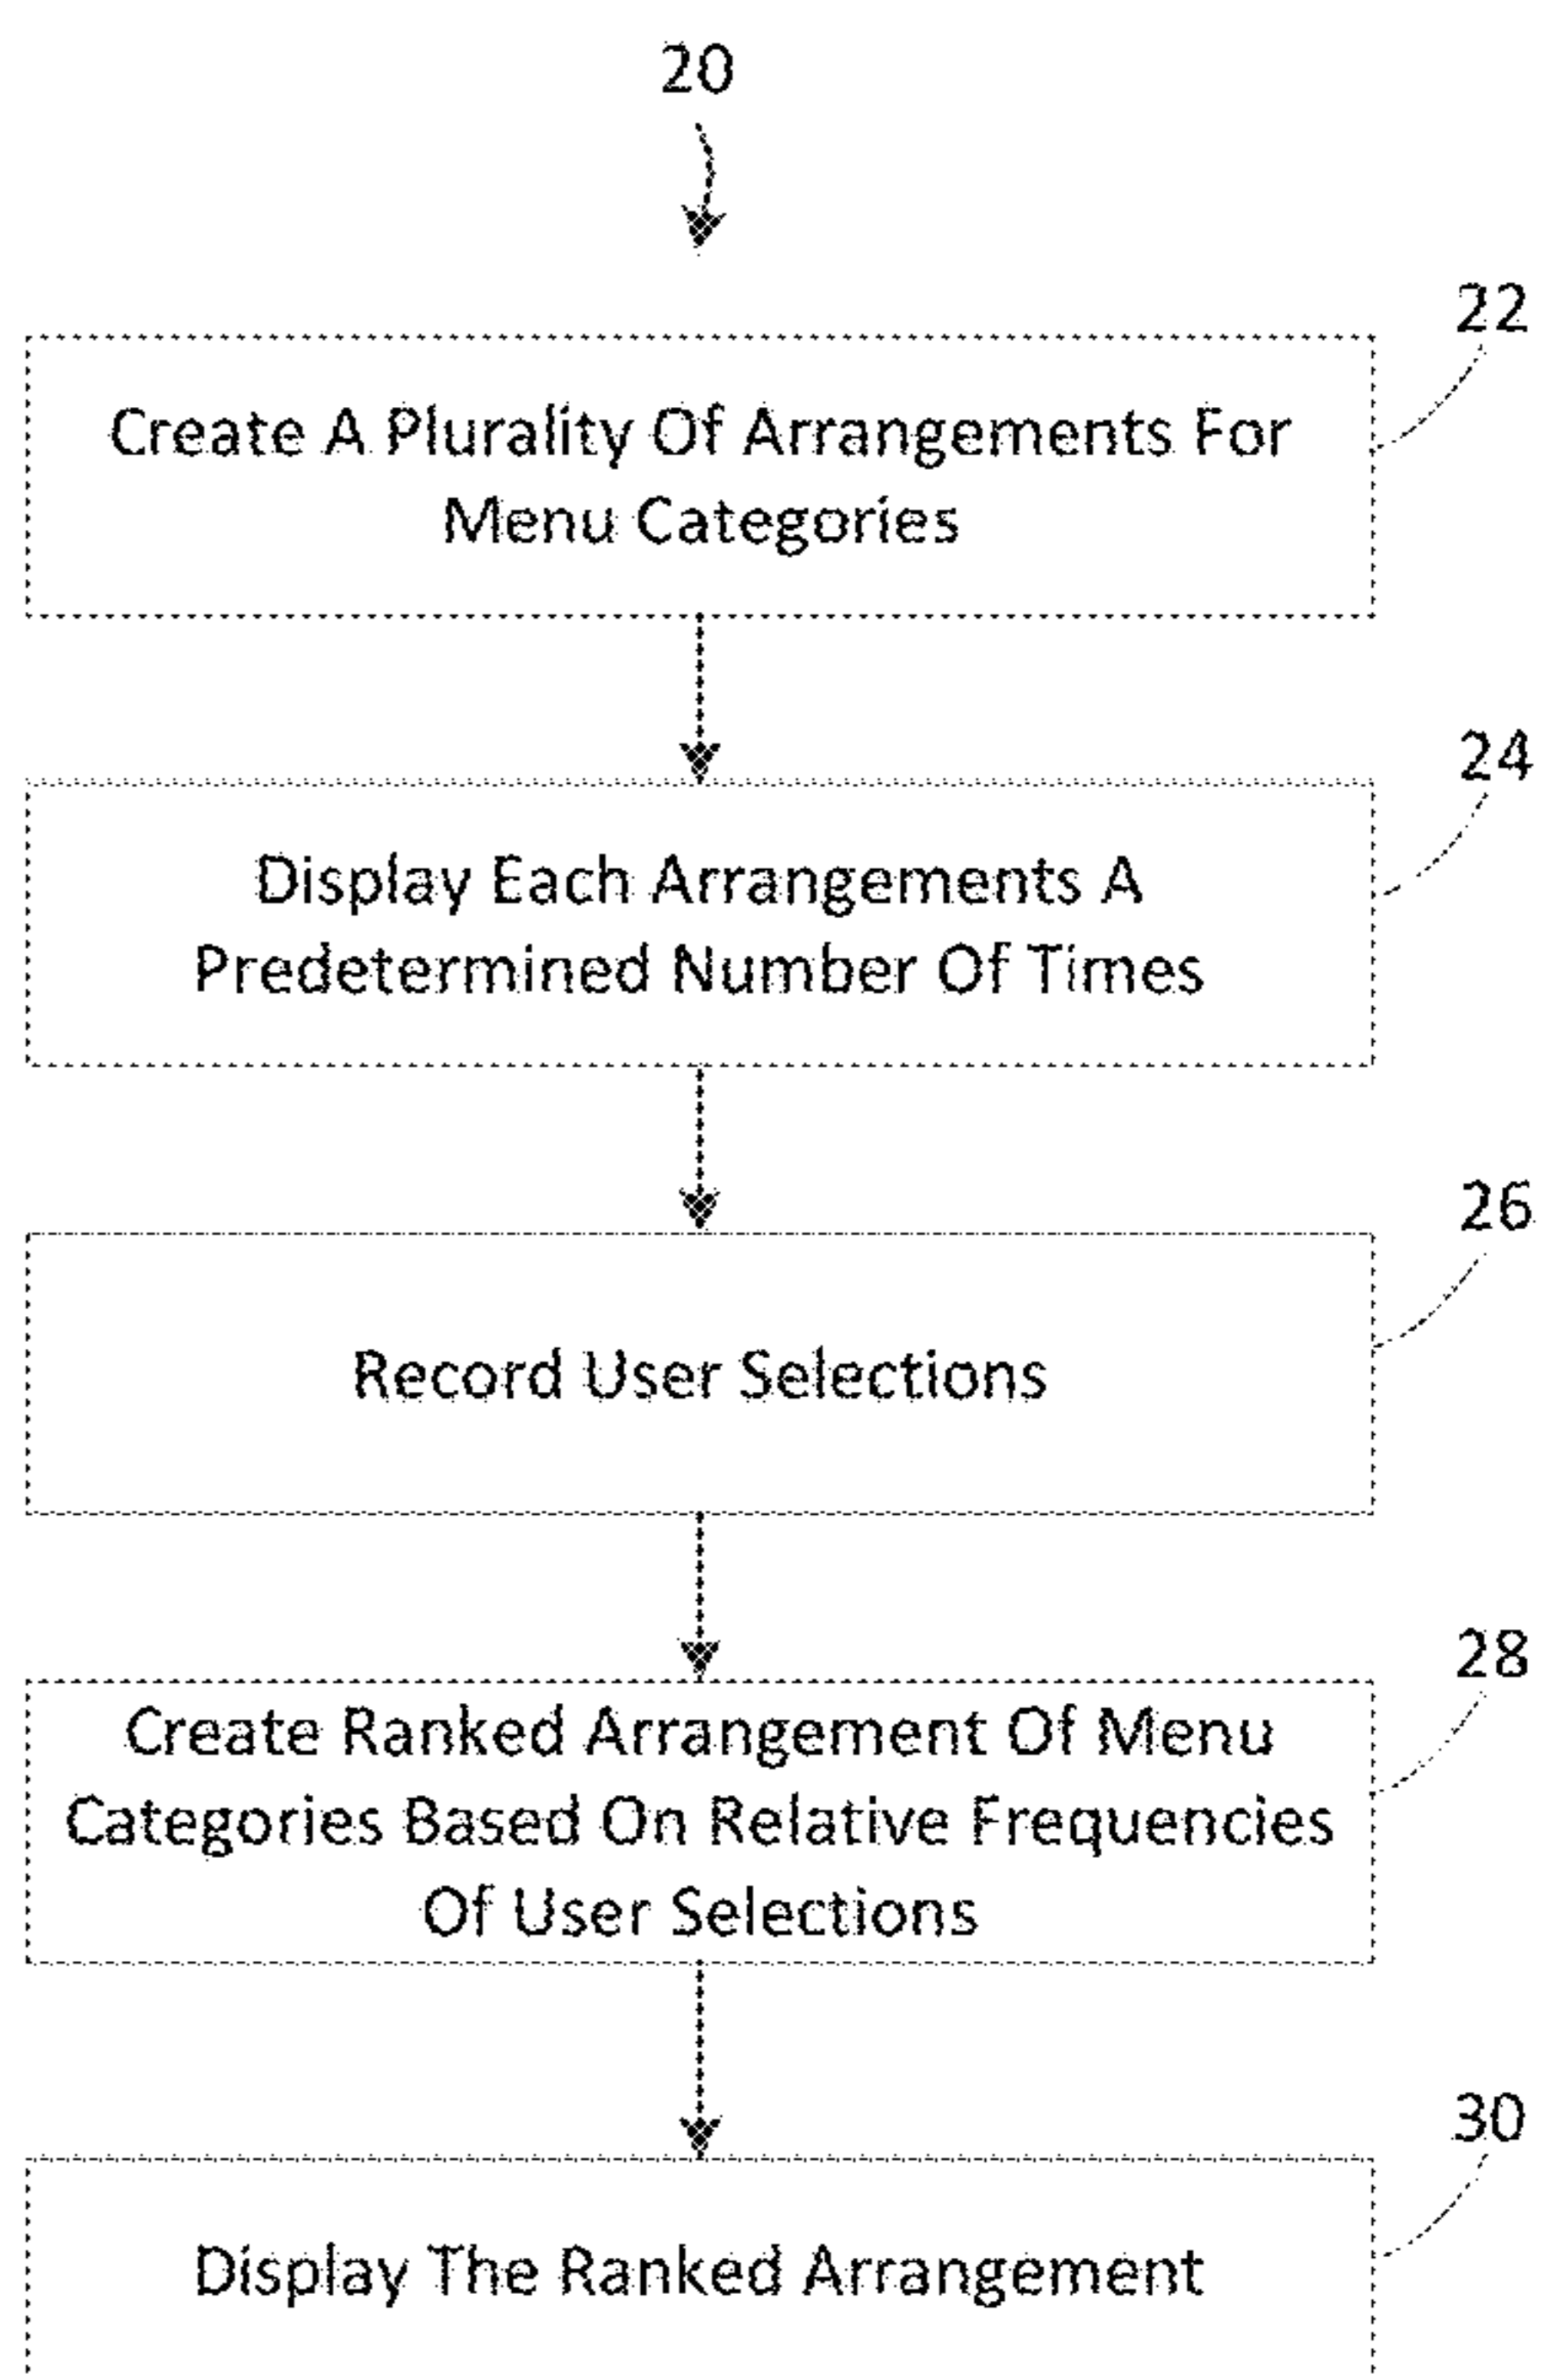 20
22
Create A Plurality Of Arrangements For
Menu Categories
24
Display Each Arrangements A
Predetermined Number Of Times
26
Record User Selections
28
Create Ranked Arrangement Of Menu
Categories Based On Relative Frequencies
Of User Selections
30
Display The Ranked Arrangement